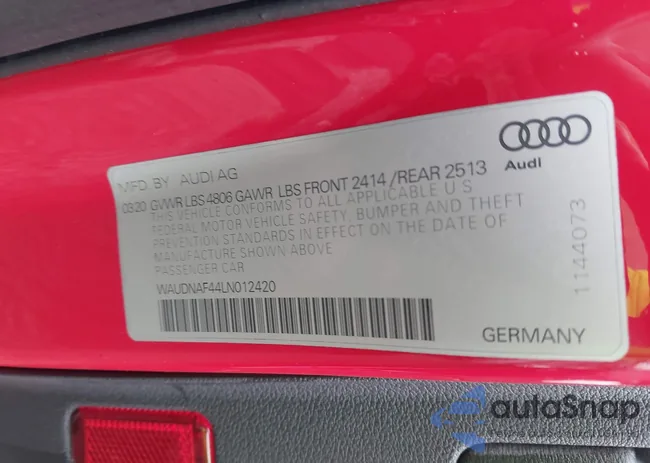 MFD BY AUDI AG
03.20 GVWR LBS 4806 GAWR LBS FRONT 2414 / REAR 2513
THIS VEHICLE CONFORMS TO ALL APPLICABLE U S
FEDERAL MOTOR VEHICLE SAFETY, BUMPER AND THEFT
PREVENTION STANDARDS IN EFFECT ON THE DATE OF
MANUFACTURE SHOWN ABOVE
PASSENGER CAR
WAUDNAF44LN012420
Audi
1144073
GERMANY
autoSnap